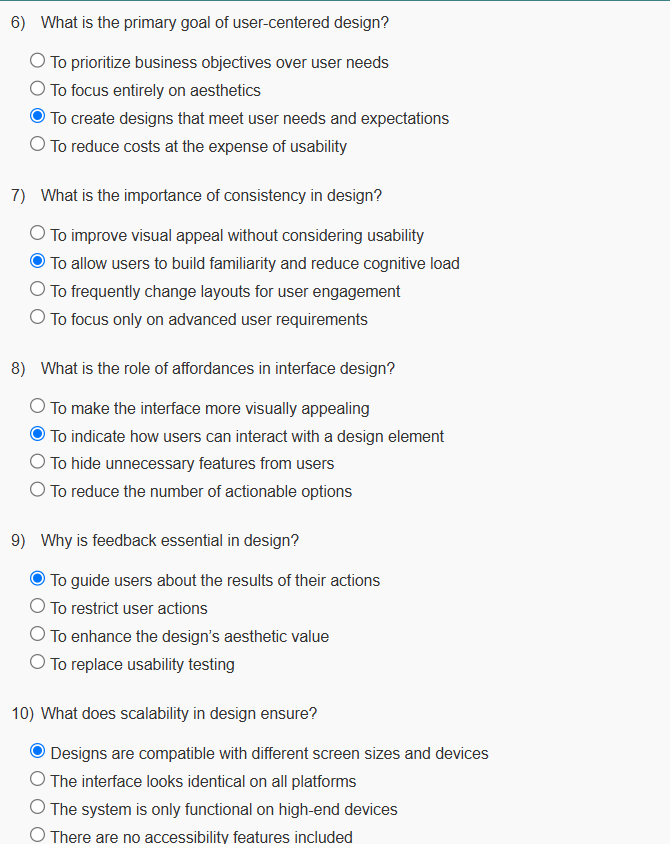 6) What is the primary goal of user-centered design?
To prioritize business objectives over user needs
To focus entirely on aesthetics
To create designs that meet user needs and expectations
To reduce costs at the expense of usability
7) What is the importance of consistency in design?
To improve visual appeal without considering usability
To allow users to build familiarity and reduce cognitive load
To frequently change layouts for user engagement
To focus only on advanced user requirements
8) What is the role of affordances in interface design?
To make the interface more visually appealing
To indicate how users can interact with a design element
To hide unnecessary features from users
To reduce the number of actionable options
9) Why is feedback essential in design?
To guide users about the results of their actions
To restrict user actions
To enhance the design's aesthetic value
To replace usability testing
10) What does scalability in design ensure?
Designs are compatible with different screen sizes and devices
The interface looks identical on all platforms
The system is only functional on high-end devices
There are no accessibility features included